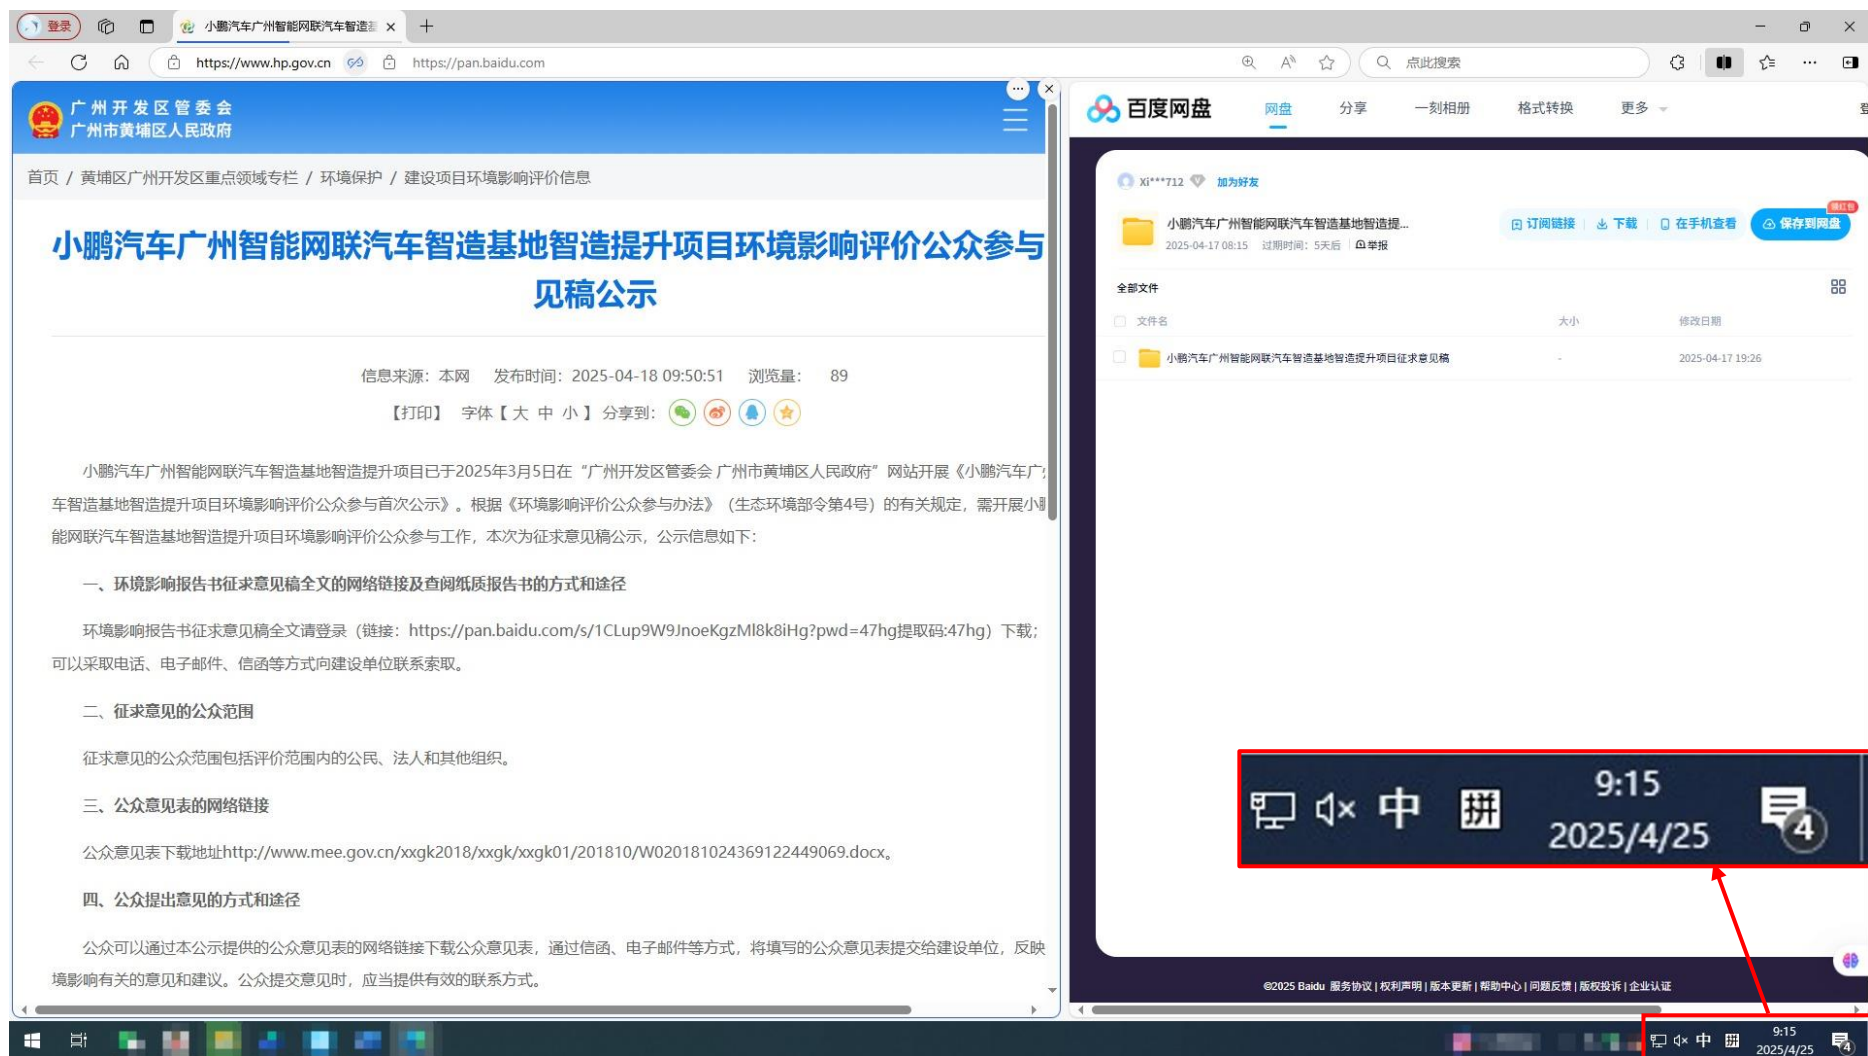 登录
小鹏汽车广州智能网联汽车智造基
https://www.hp.gov.cn
https://pan.baidu.com
点此搜索
广州开发区管委会
广州市黄埔区人民政府
首页 / 黄埔区广州开发区重点领域专栏 / 环境保护 / 建设项目环境影响评价信息
小鹏汽车广州智能网联汽车智造基地智造提升项目环境影响评价公众参与
见稿公示
信息来源：本网 发布时间：2025-04-18 09:50:51 浏览量： 89
【打印】 字体【 大 中 小 】 分享到：
小鹏汽车广州智能网联汽车智造基地智造提升项目已于2025年3月5日在“广州开发区管委会 广州市黄埔区人民政府”网站开展《小鹏汽车广
车智造基地智造提升项目环境影响评价公众参与首次公示》。根据《环境影响评价公众参与办法》（生态环境部令第4号）的有关规定，需开展小
能网联汽车智造基地智造提升项目环境影响评价公众参与工作，本次为征求意见稿公示，公示信息如下：
一、环境影响报告书征求意见稿全文的网络链接及查阅纸质报告书的方式和途径
环境影响报告书征求意见稿全文请登录（链接：https://pan.baidu.com/s/1CLup9W9JnoeKgzMl8k8iHg?pwd=47hg提取码:47hg）下载；
可以采取电话、电子邮件、信函等方式向建设单位联系索取。
二、征求意见的公众范围
征求意见的公众范围包括评价范围内的公民、法人和其他组织。
三、公众意见表的网络链接
公众意见表下载地址http://www.mee.gov.cn/xxgk2018/xxgk/xxgk01/201810/W020181024369122449069.docx。
四、公众提出意见的方式和途径
公众可以通过本公示提供的公众意见表的网络链接下载公众意见表，通过信函、电子邮件等方式，将填写的公众意见表提交给建设单位，反映
境影响有关的意见和建议。公众提交意见时，应当提供有效的联系方式。
百度网盘 网盘 分享 一刻相册 格式转换 更多
Xi***712 加为好友
小鹏汽车广州智能网联汽车智造基地智造提...
2025-04-17 08:15 过期时间：5天后 举报
订阅链接 下载 在手机查看 保存到网盘
领红包
全部文件
文件名 大小 修改日期
小鹏汽车广州智能网联汽车智造基地智造提升项目征求意见稿 - 2025-04-17 19:26
中 拼 9:15
2025/4/25 4
©2025 Baidu 服务协议 | 权利声明 | 版本更新 | 帮助中心 | 问题反馈 | 版权投诉 | 企业认证
中 拼 9:15
2025/4/25 4